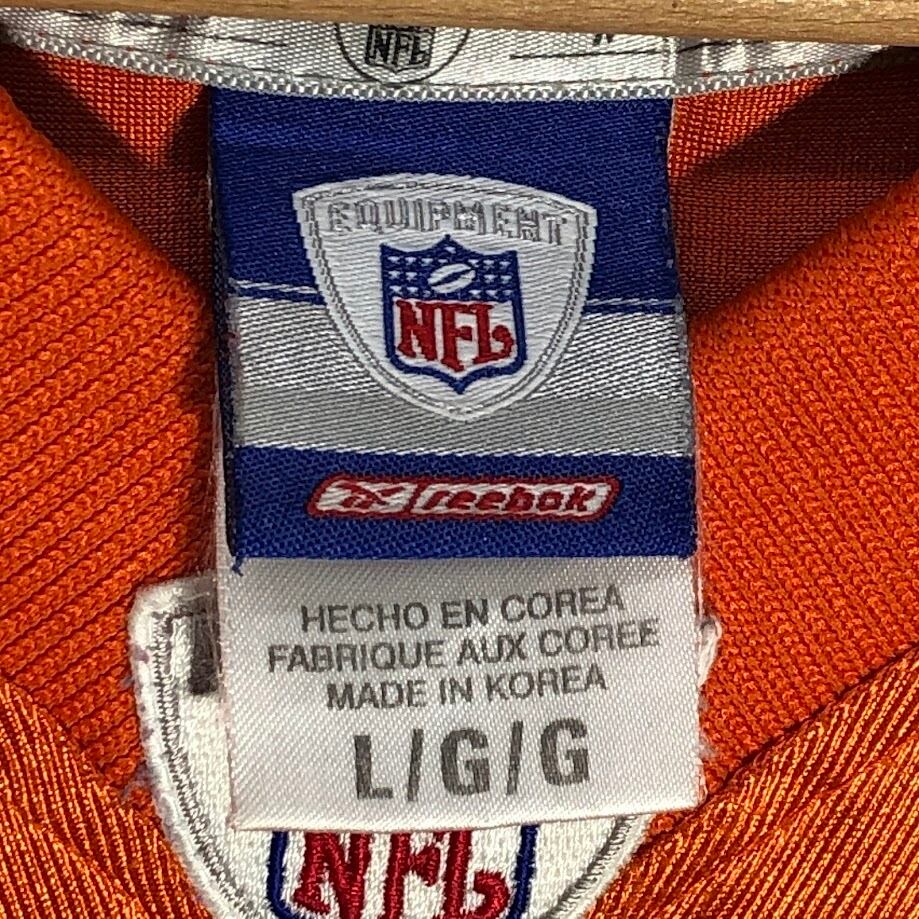 NFL
EQUIPMENT
NFL
Reebok
HECHO EN COREA
FABRIQUE AUX COREE
MADE IN KOREA
L/G/G
NFL